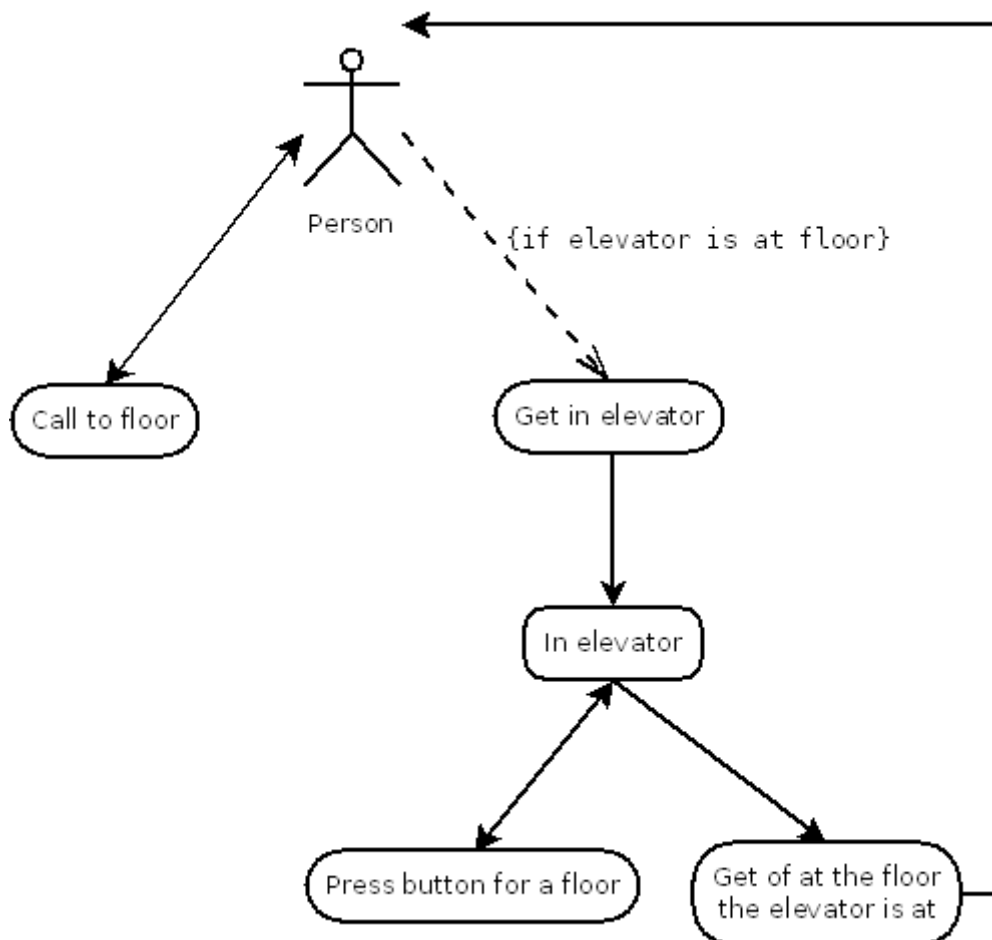 Person
{if elevator is at floor}
Call to floor
Get in elevator
In elevator
Press button for a floor
Get of at the floor
the elevator is at